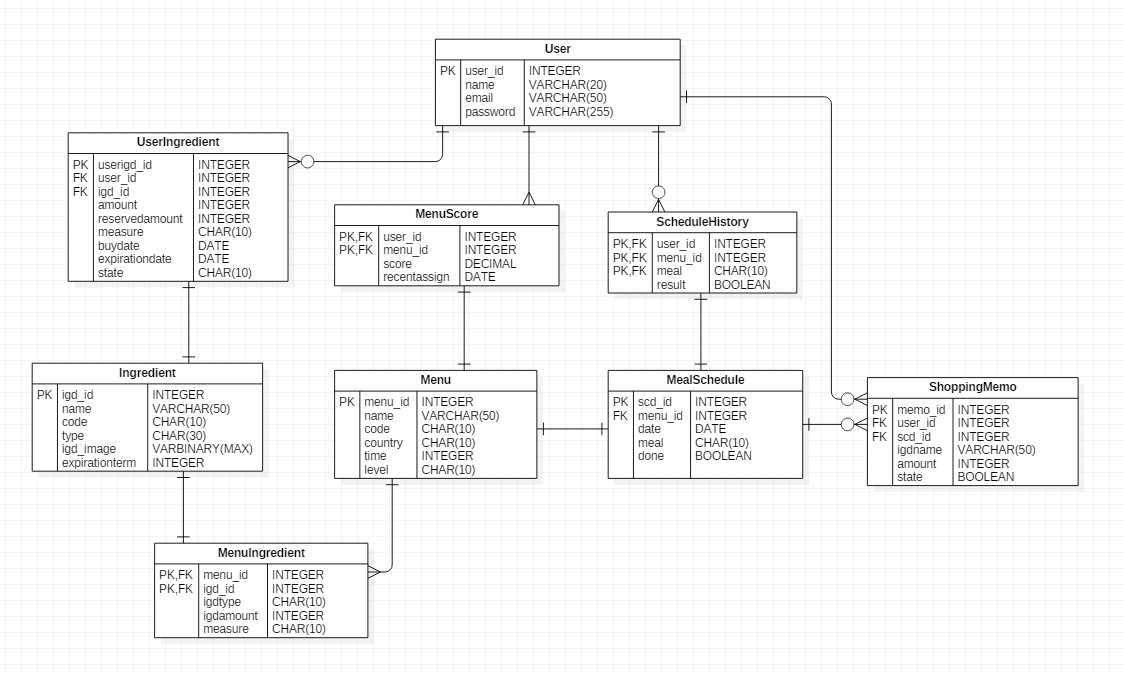 User
PK user_id INTEGER
name VARCHAR(20)
email VARCHAR(50)
password VARCHAR(255)
UserIngredient
PK userigd_id INTEGER
FK user_id INTEGER
FK igd_id INTEGER
amount INTEGER
reservedamount INTEGER
measure CHAR(10)
buydate DATE
expirationdate DATE
state CHAR(10)
MenuScore
PK,FK user_id INTEGER
PK,FK menu_id INTEGER
score DECIMAL
recentassign DATE
ScheduleHistory
PK,FK user_id INTEGER
PK,FK menu_id INTEGER
PK,FK meal CHAR(10)
result BOOLEAN
Ingredient
PK igd_id INTEGER
name VARCHAR(50)
code CHAR(10)
type CHAR(30)
igd_image VARBINARY(MAX)
expirationterm INTEGER
Menu
PK menu_id INTEGER
name VARCHAR(50)
code CHAR(10)
country CHAR(10)
time INTEGER
level CHAR(10)
MealSchedule
PK scd_id INTEGER
FK menu_id INTEGER
date DATE
meal CHAR(10)
done BOOLEAN
ShoppingMemo
PK memo_id INTEGER
FK user_id INTEGER
FK scd_id INTEGER
igdname VARCHAR(50)
amount INTEGER
state BOOLEAN
MenuIngredient
PK,FK menu_id INTEGER
PK,FK igd_id INTEGER
igdtype CHAR(10)
igdamount INTEGER
measure CHAR(10)